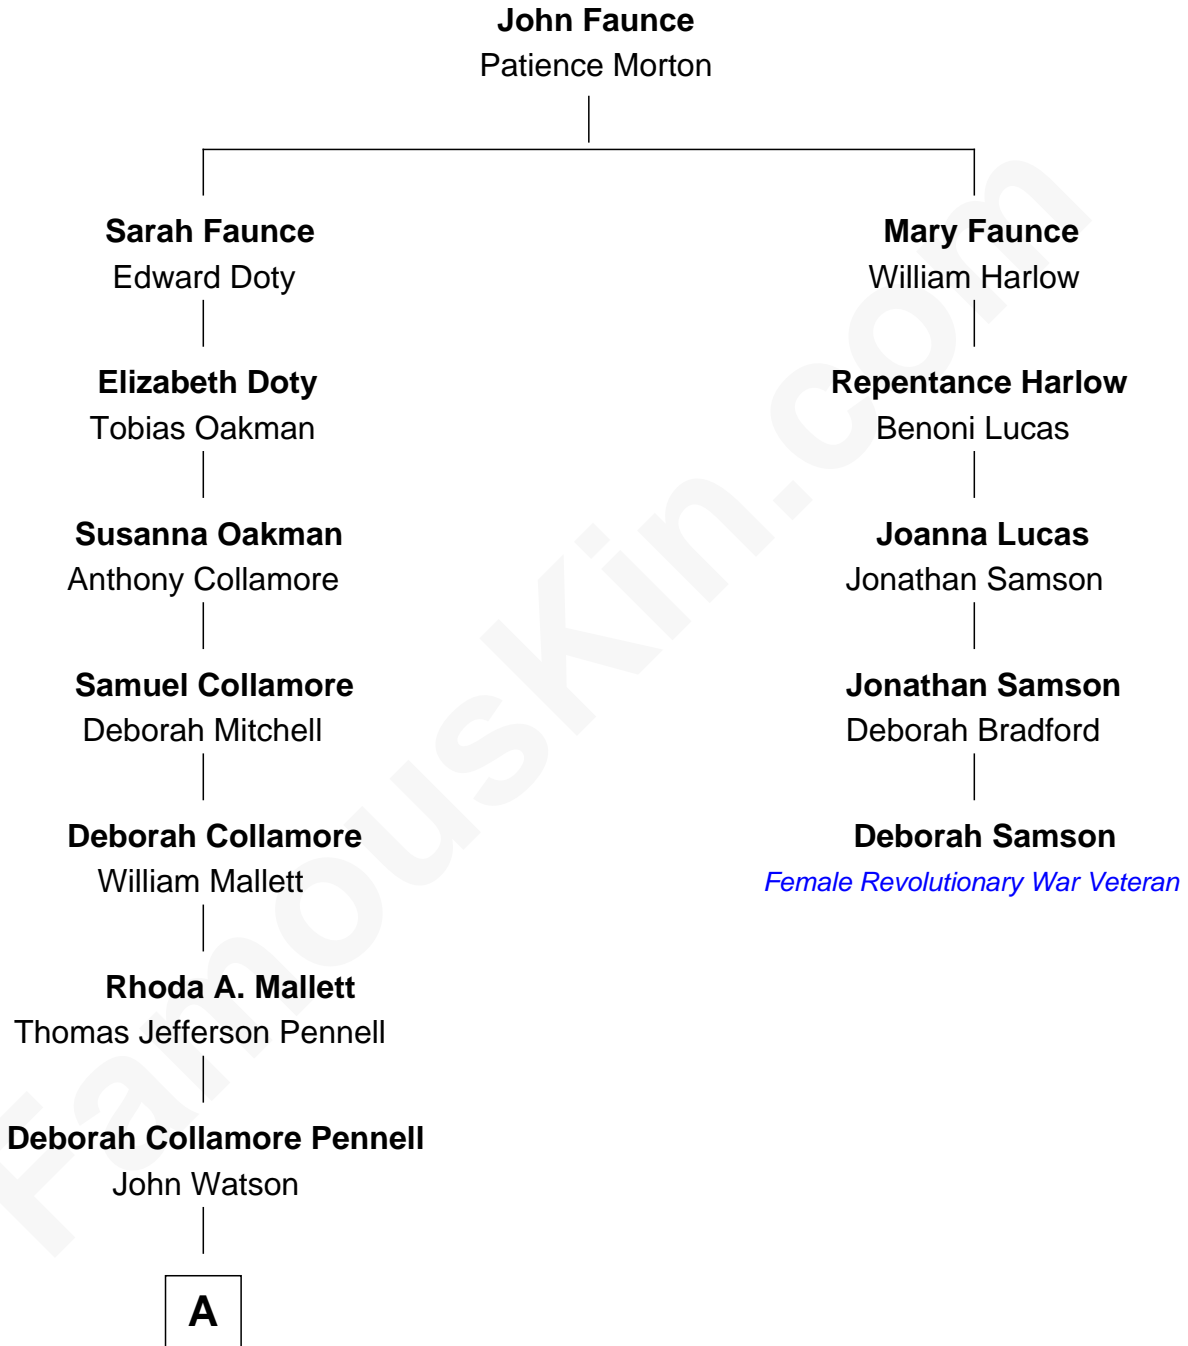 John Faunce
Patience Morton
Sarah Faunce
Edward Doty
Mary Faunce
William Harlow
Elizabeth Doty
Tobias Oakman
Repentance Harlow
Benoni Lucas
Susanna Oakman
Anthony Collamore
Joanna Lucas
Jonathan Samson
Samuel Collamore
Deborah Mitchell
Jonathan Samson
Deborah Bradford
Deborah Collamore
William Mallett
Deborah Samson
Female Revolutionary War Veteran
Rhoda A. Mallett
Thomas Jefferson Pennell
Deborah Collamore Pennell
John Watson
A
FamousKin.com